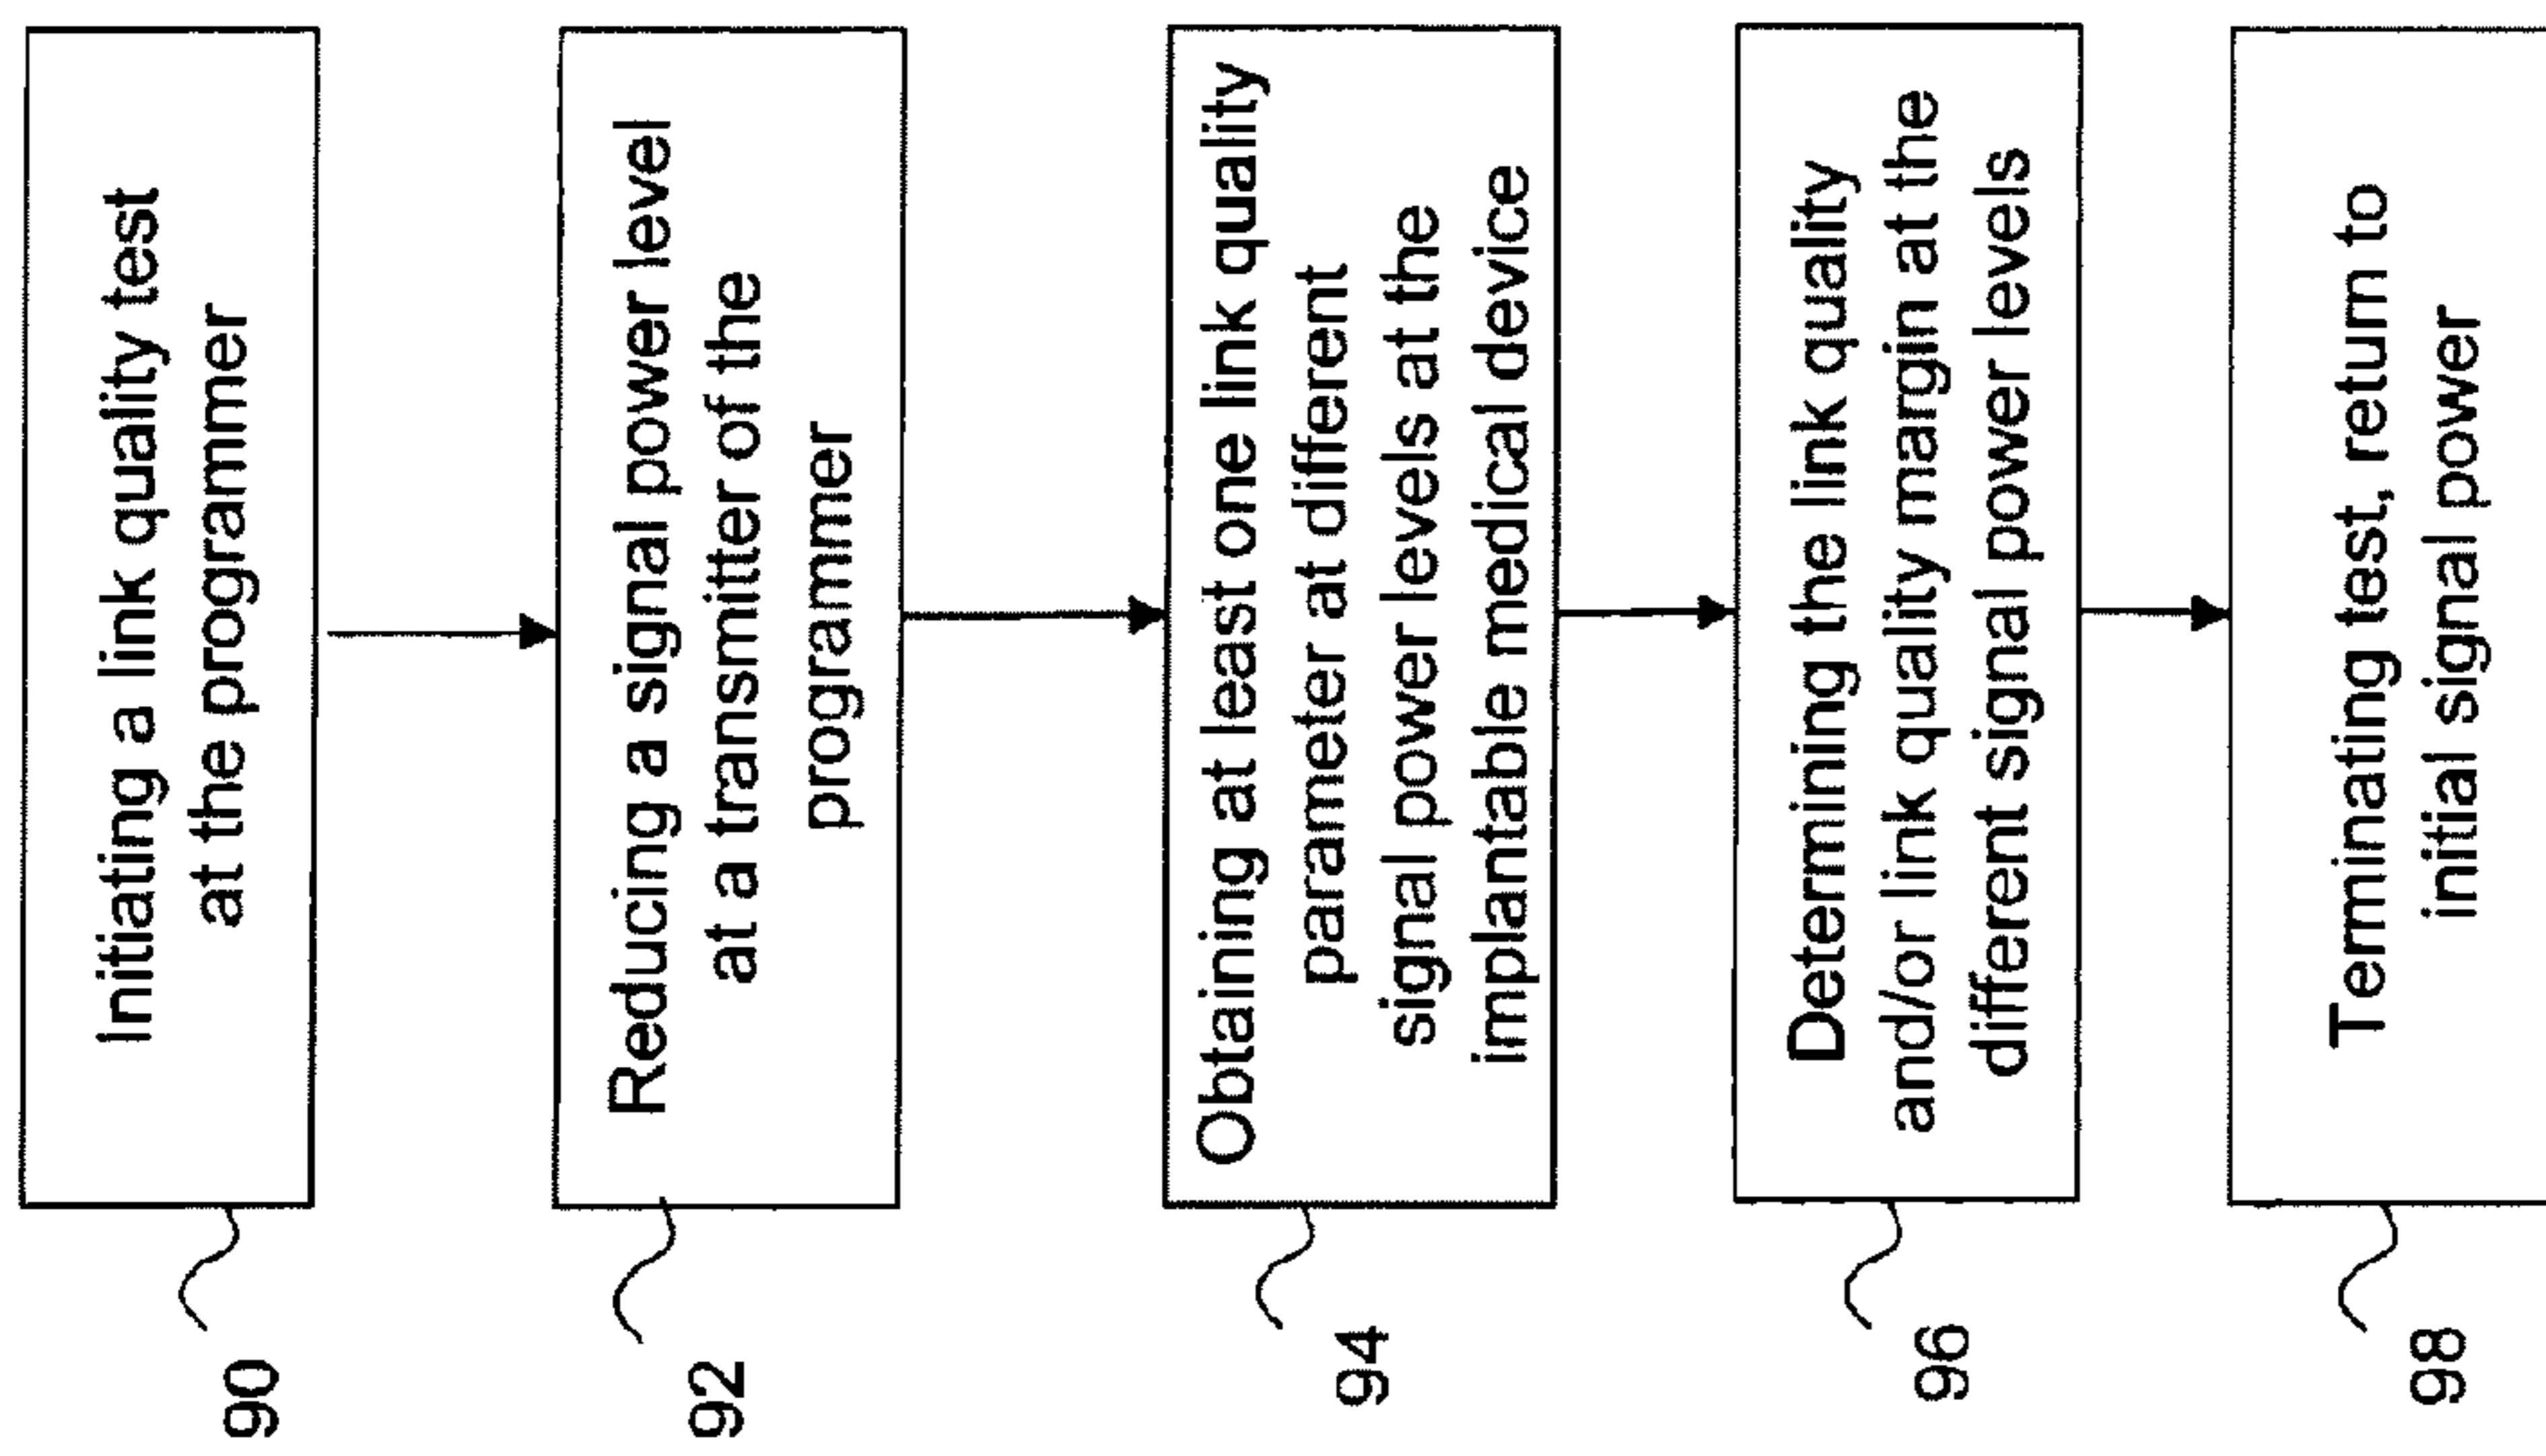 90
Initiating a link quality test
at the programmer
92
Reducing a signal power level
at a transmitter of the
programmer
94
Obtaining at least one link quality
parameter at different
signal power levels at the
implantable medical device
96
Determining the link quality
and/or link quality margin at the
different signal power levels
98
Terminating test, return to
initial signal power